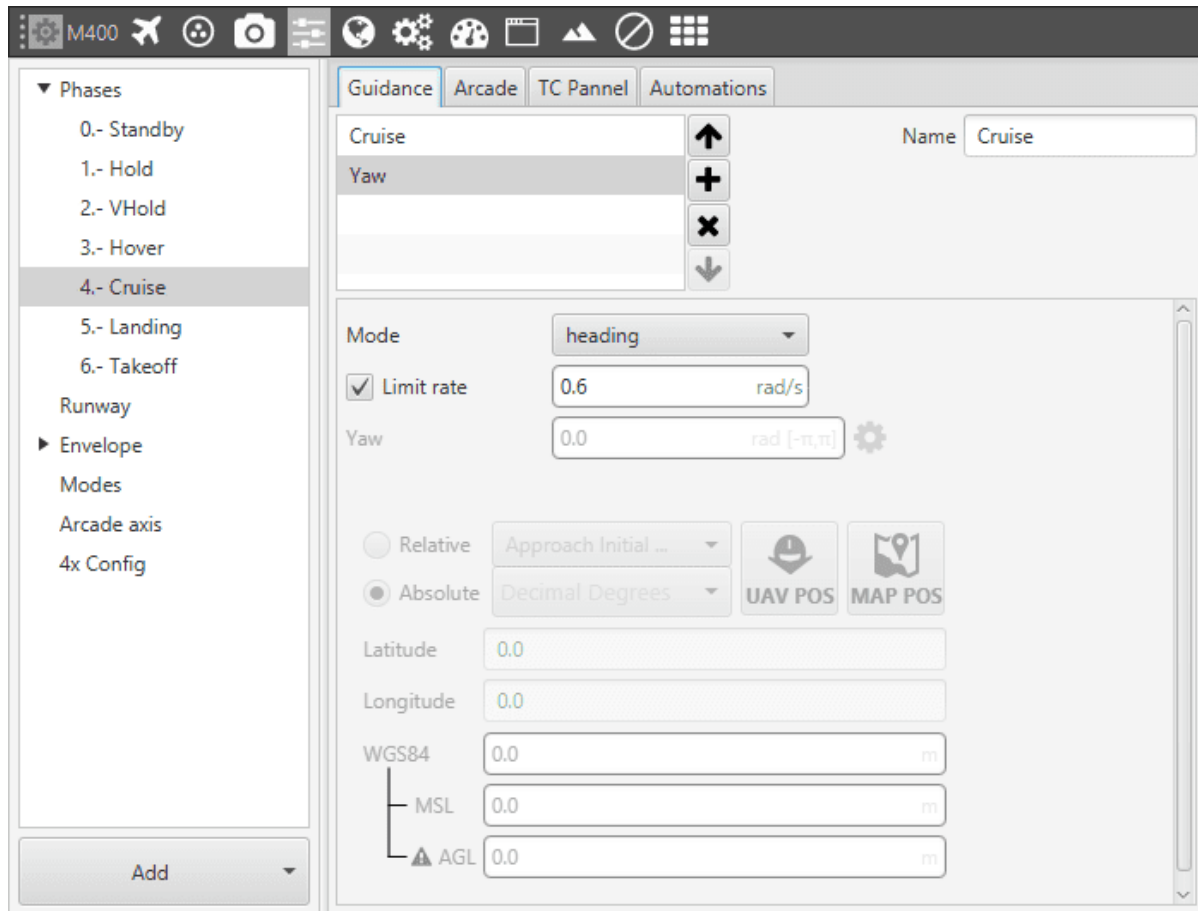 M400
Phases
0.- Standby
1.- Hold
2.- VHold
3.- Hover
4.- Cruise
5.- Landing
6.- Takeoff
Runway
Envelope
Modes
Arcade axis
4x Config
Add
Guidance Arcade TC Pannel Automations
Cruise
Yaw
Name Cruise
Mode heading
Limit rate 0.6 rad/s
Yaw 0.0 rad [-π,π]
Relative Approach Initial ...
Absolute Decimal Degrees
UAV POS MAP POS
Latitude 0.0
Longitude 0.0
WGS84 0.0 m
MSL 0.0 m
AGL 0.0 m